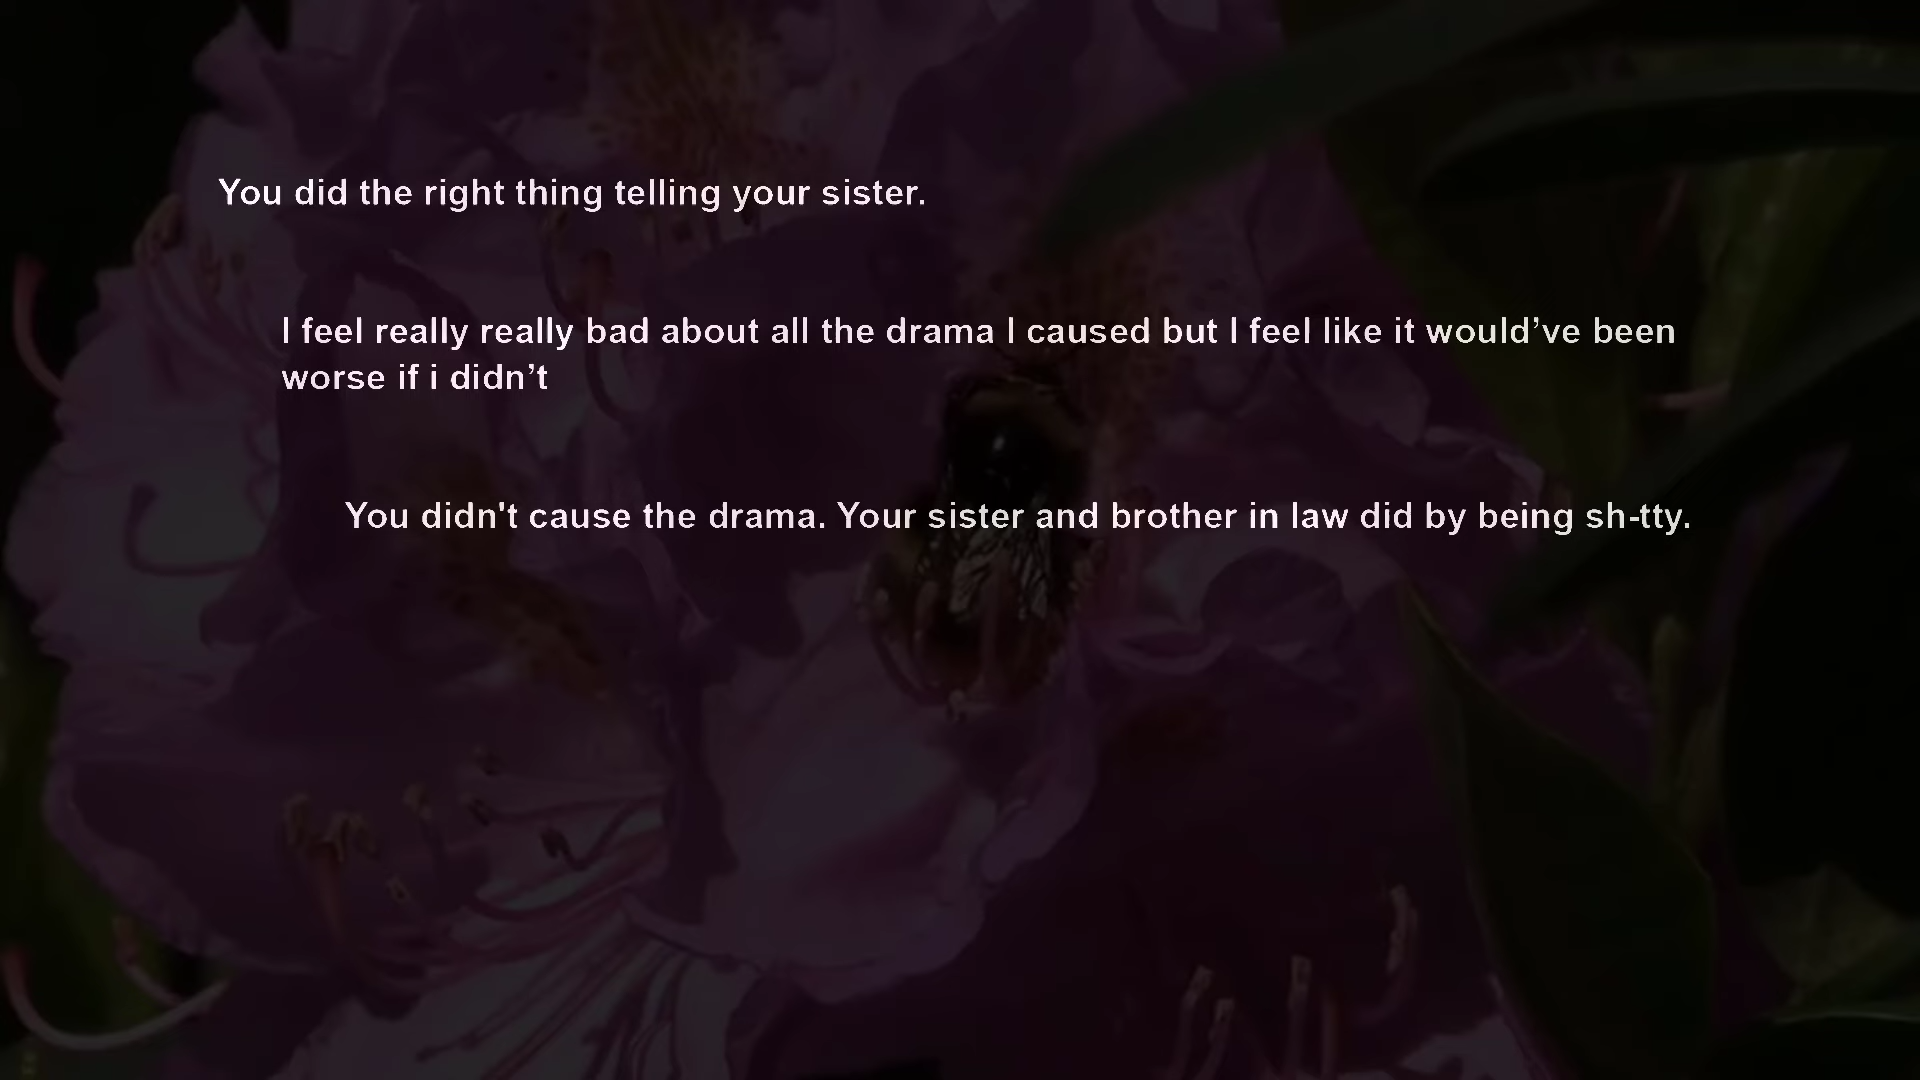 You did the right thing telling your sister.
I feel really really bad about all the drama I caused but I feel like it would’ve been
worse if i didn’t
You didn't cause the drama. Your sister and brother in law did by being sh-tty.